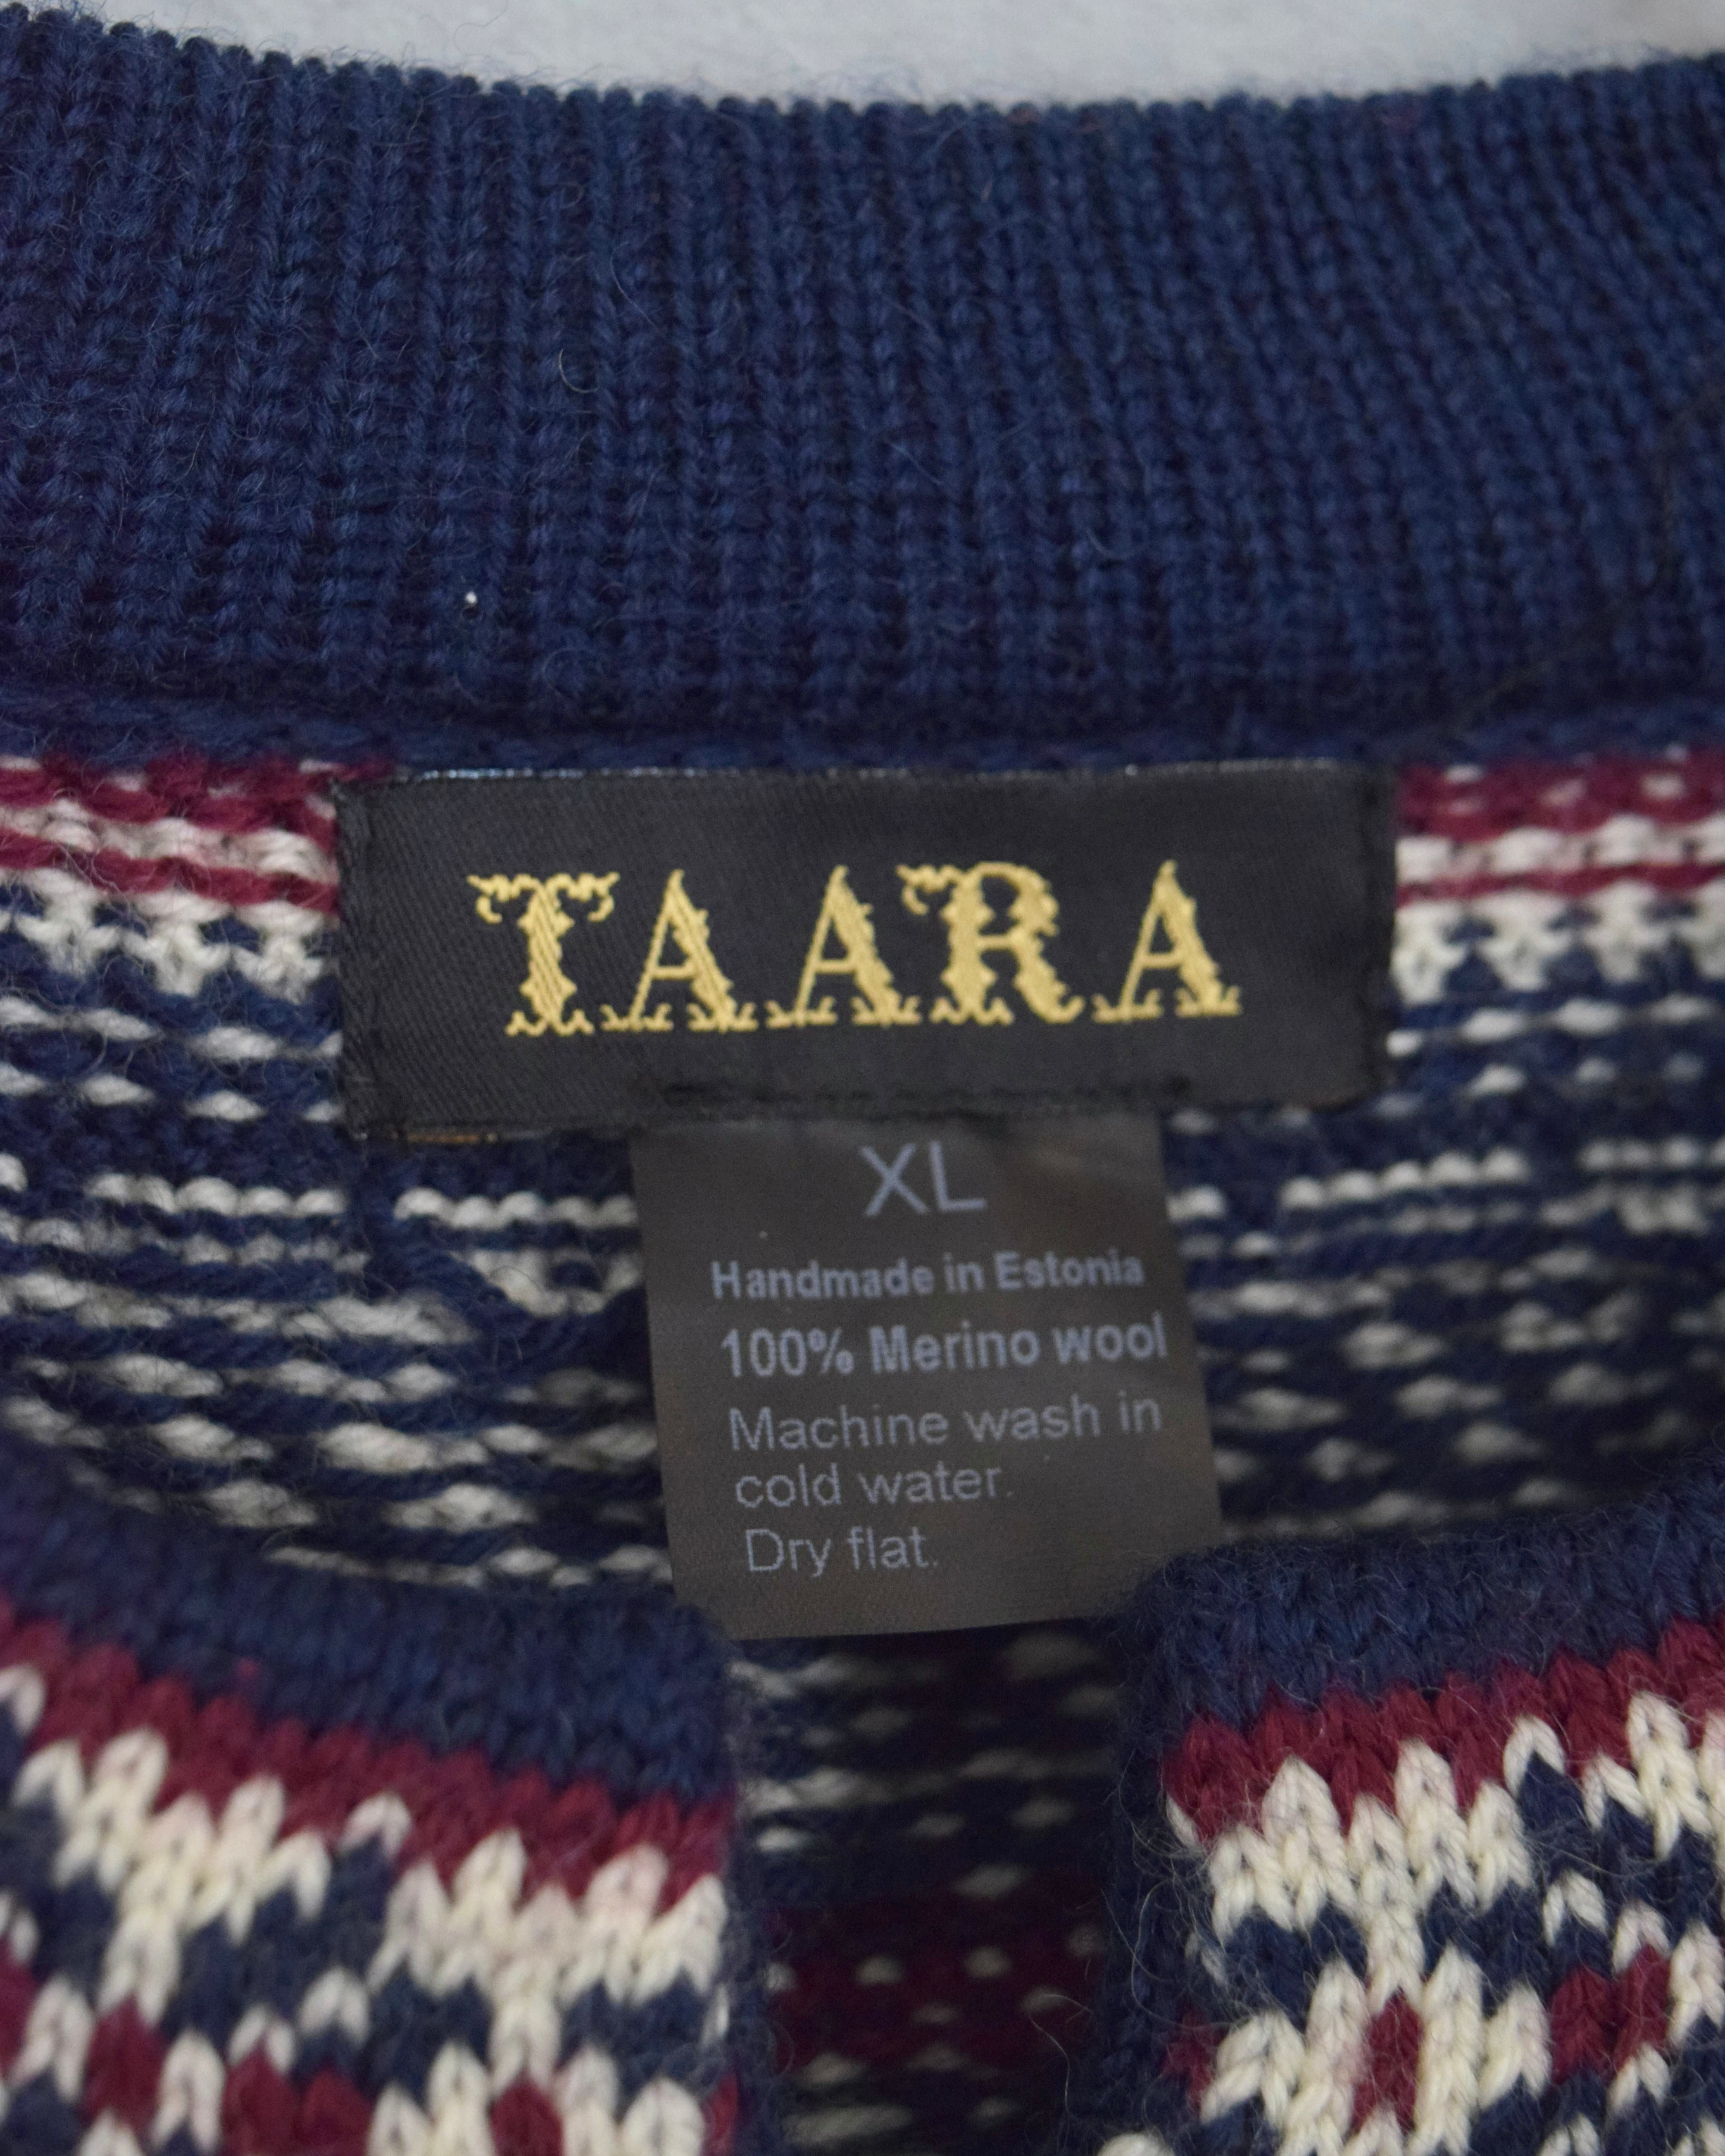 TAARA
XL
Handmade in Estonia
100% Merino wool
Machine wash in
cold water.
Dry flat.